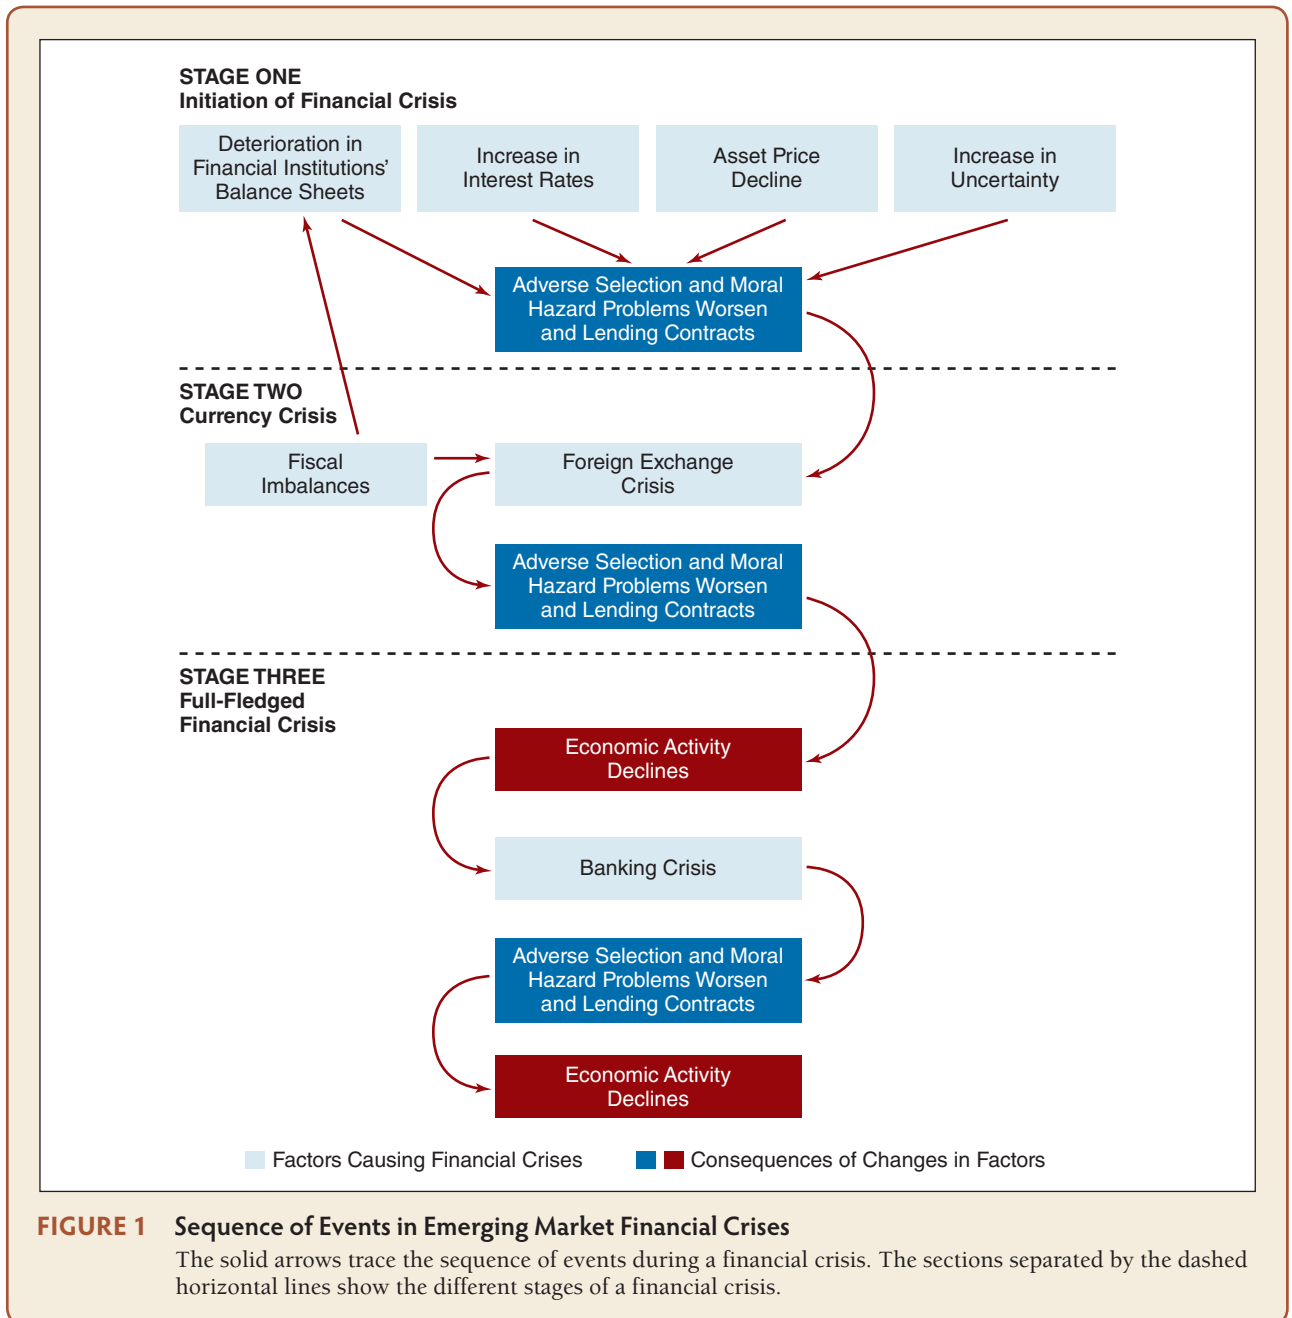 STAGE ONE
Initiation of Financial Crisis
Deterioration in
Financial Institutions’
Balance Sheets
Increase in
Interest Rates
Asset Price
Decline
Increase in
Uncertainty
Adverse Selection and Moral
Hazard Problems Worsen
and Lending Contracts
STAGE TWO
Currency Crisis
Fiscal
Imbalances
Foreign Exchange
Crisis
Adverse Selection and Moral
Hazard Problems Worsen
and Lending Contracts
STAGE THREE
Full-Fledged
Financial Crisis
Economic Activity
Declines
Banking Crisis
Adverse Selection and Moral
Hazard Problems Worsen
and Lending Contracts
Economic Activity
Declines
Factors Causing Financial Crises
Consequences of Changes in Factors
FIGURE 1 Sequence of Events in Emerging Market Financial Crises
The solid arrows trace the sequence of events during a financial crisis. The sections separated by the dashed
horizontal lines show the different stages of a financial crisis.